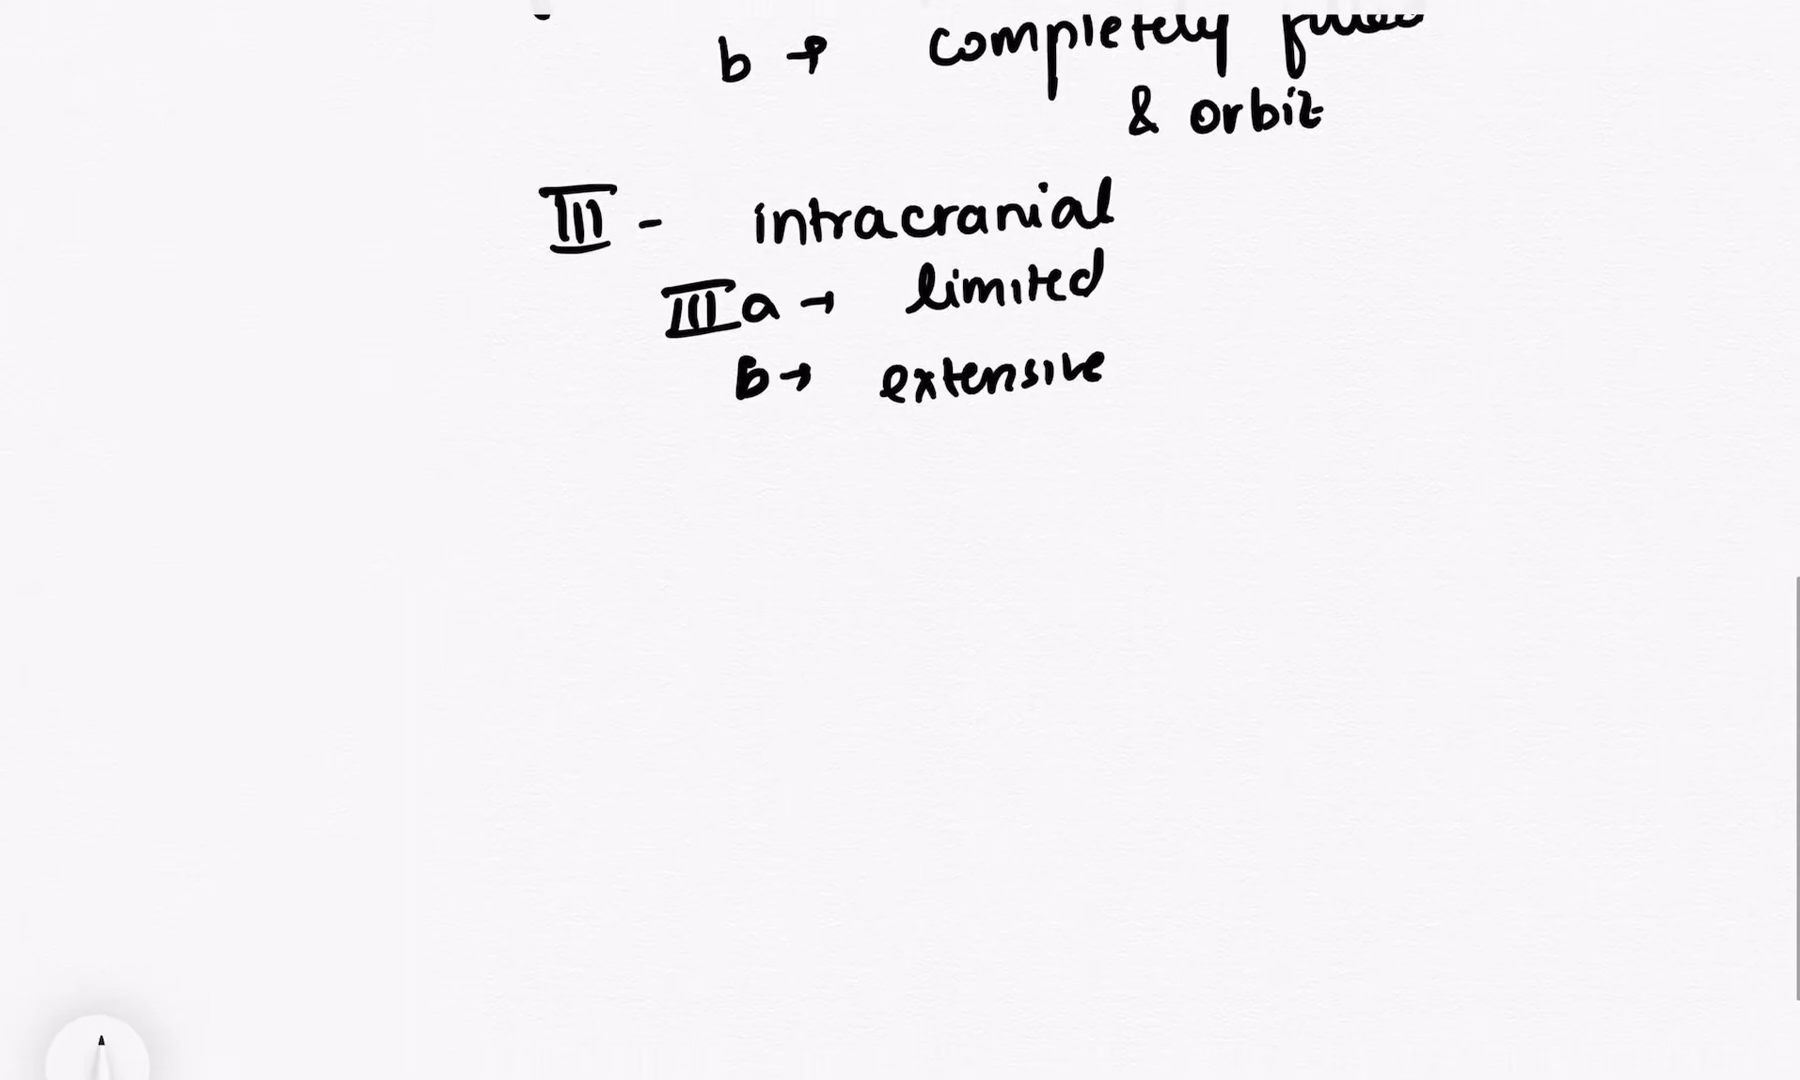 b → completely
& orbit
III - intracranial
IIIa → limited
b → extensive